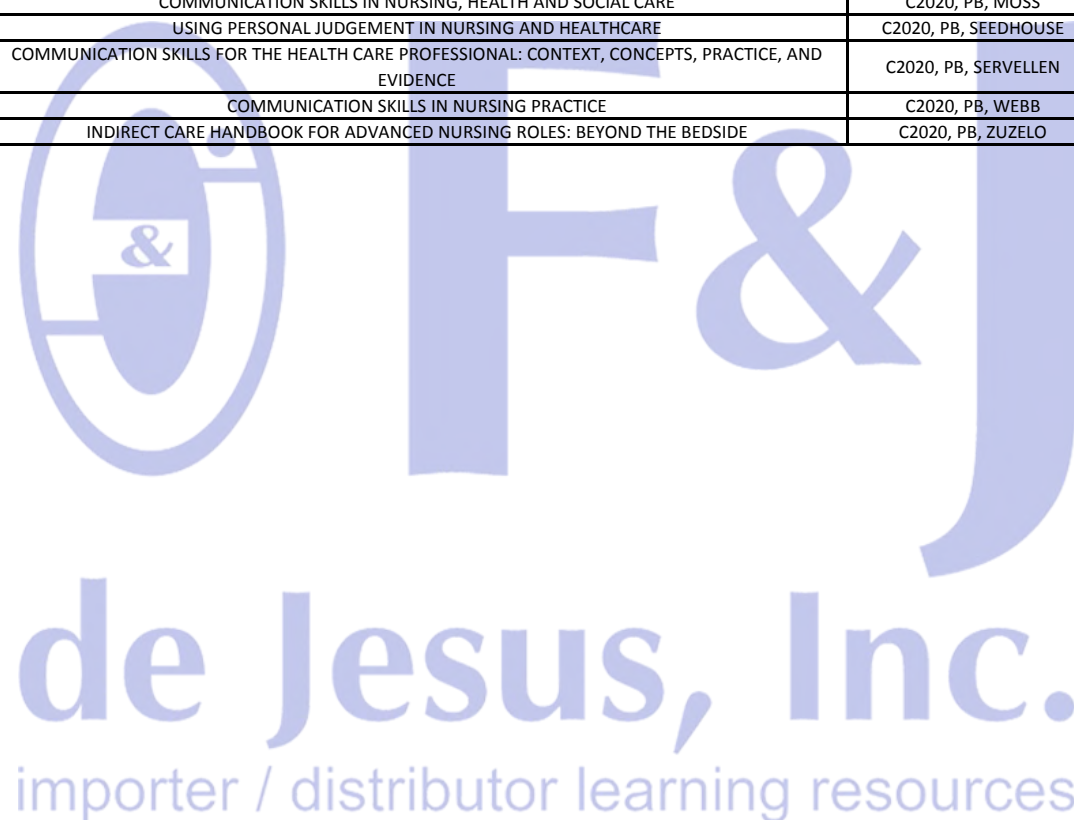 COMMUNICATION SKILLS IN NURSING, HEALTH AND SOCIAL CARE C2020, PB, MOSS
USING PERSONAL JUDGEMENT IN NURSING AND HEALTHCARE C2020, PB, SEEDHOUSE
COMMUNICATION SKILLS FOR THE HEALTH CARE PROFESSIONAL: CONTEXT, CONCEPTS, PRACTICE, AND
EVIDENCE C2020, PB, SERVELLEN
COMMUNICATION SKILLS IN NURSING PRACTICE C2020, PB, WEBB
INDIRECT CARE HANDBOOK FOR ADVANCED NURSING ROLES: BEYOND THE BEDSIDE C2020, PB, ZUZELO
&
F&J
de Jesus, Inc.
importer / distributor learning resources